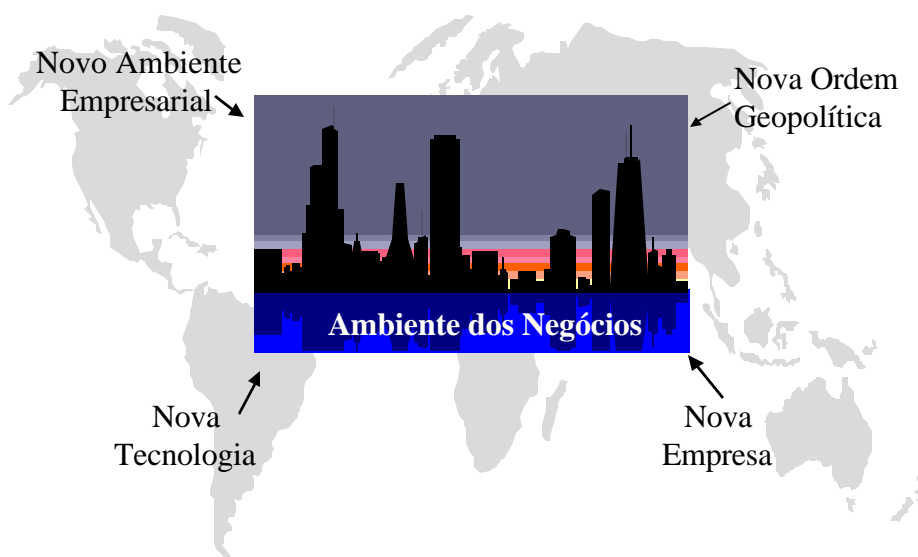 Novo Ambiente
Empresarial
Nova Ordem
Geopolítica
Ambiente dos Negócios
Nova
Tecnologia
Nova
Empresa